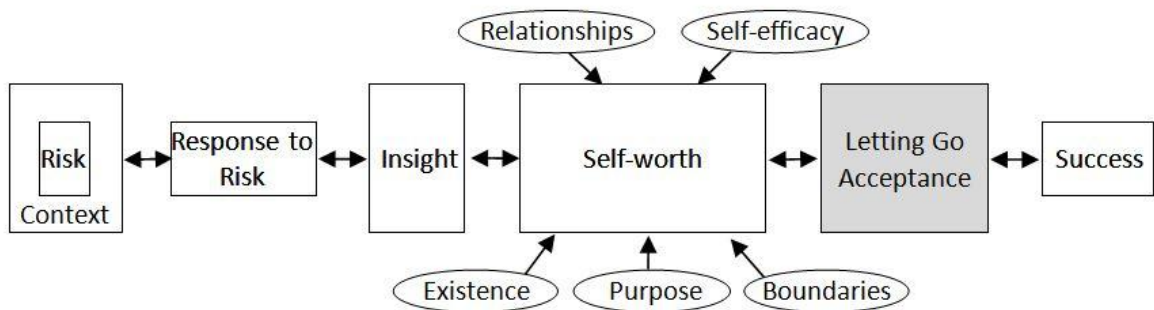 Relationships
Self-efficacy
Risk
Context
Response to
Risk
Insight
Self-worth
Letting Go
Acceptance
Success
Existence
Purpose
Boundaries